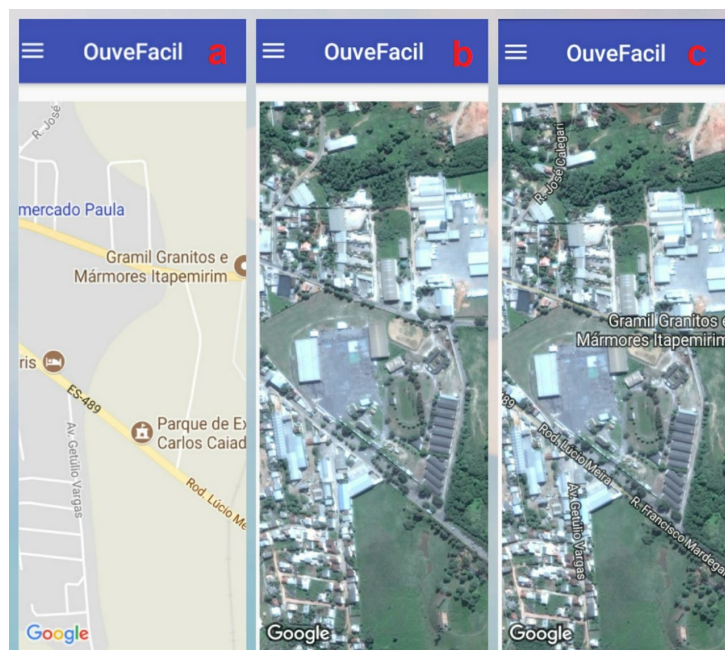 OuveFacil a
R. José
mercado Paula
Gramil Granitos e
Mármores Itapemirim
ris
ES-489
Parque de Ex
Carlos Caiad
Av. Getúlio Vargas
Rod. Lúcio Me
Google
OuveFacil b
Google
OuveFacil c
R. José Calegari
Gramil Granitos e
Mármores Itapemirim
89
Rod. Lúcio Meira
Av. Getúlio Vargas
R. Francisco Mardega
Google